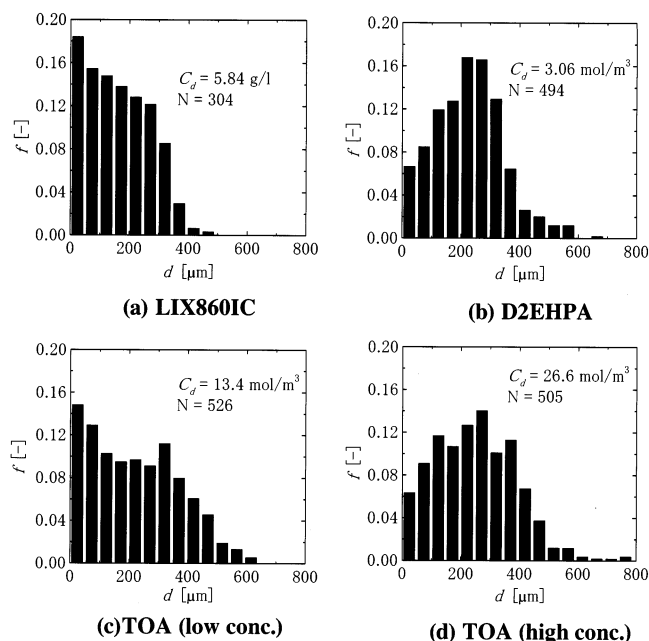 0.20
0.16
0.12
0.08
0.04
0.00
f [-]
C_d = 5.84 g/l
N = 304
0 200 400 600 800
d [μm]
(a) LIX860IC
0.20
0.16
0.12
0.08
0.04
0.00
f [-]
C_d = 3.06 mol/m³
N = 494
0 200 400 600 800
d [μm]
(b) D2EHPA
0.20
0.16
0.12
0.08
0.04
0.00
f [-]
C_d = 13.4 mol/m³
N = 526
0 200 400 600 800
d [μm]
(c)TOA (low conc.)
0.20
0.16
0.12
0.08
0.04
0.00
f [-]
C_d = 26.6 mol/m³
N = 505
0 200 400 600 800
d [μm]
(d) TOA (high conc.)